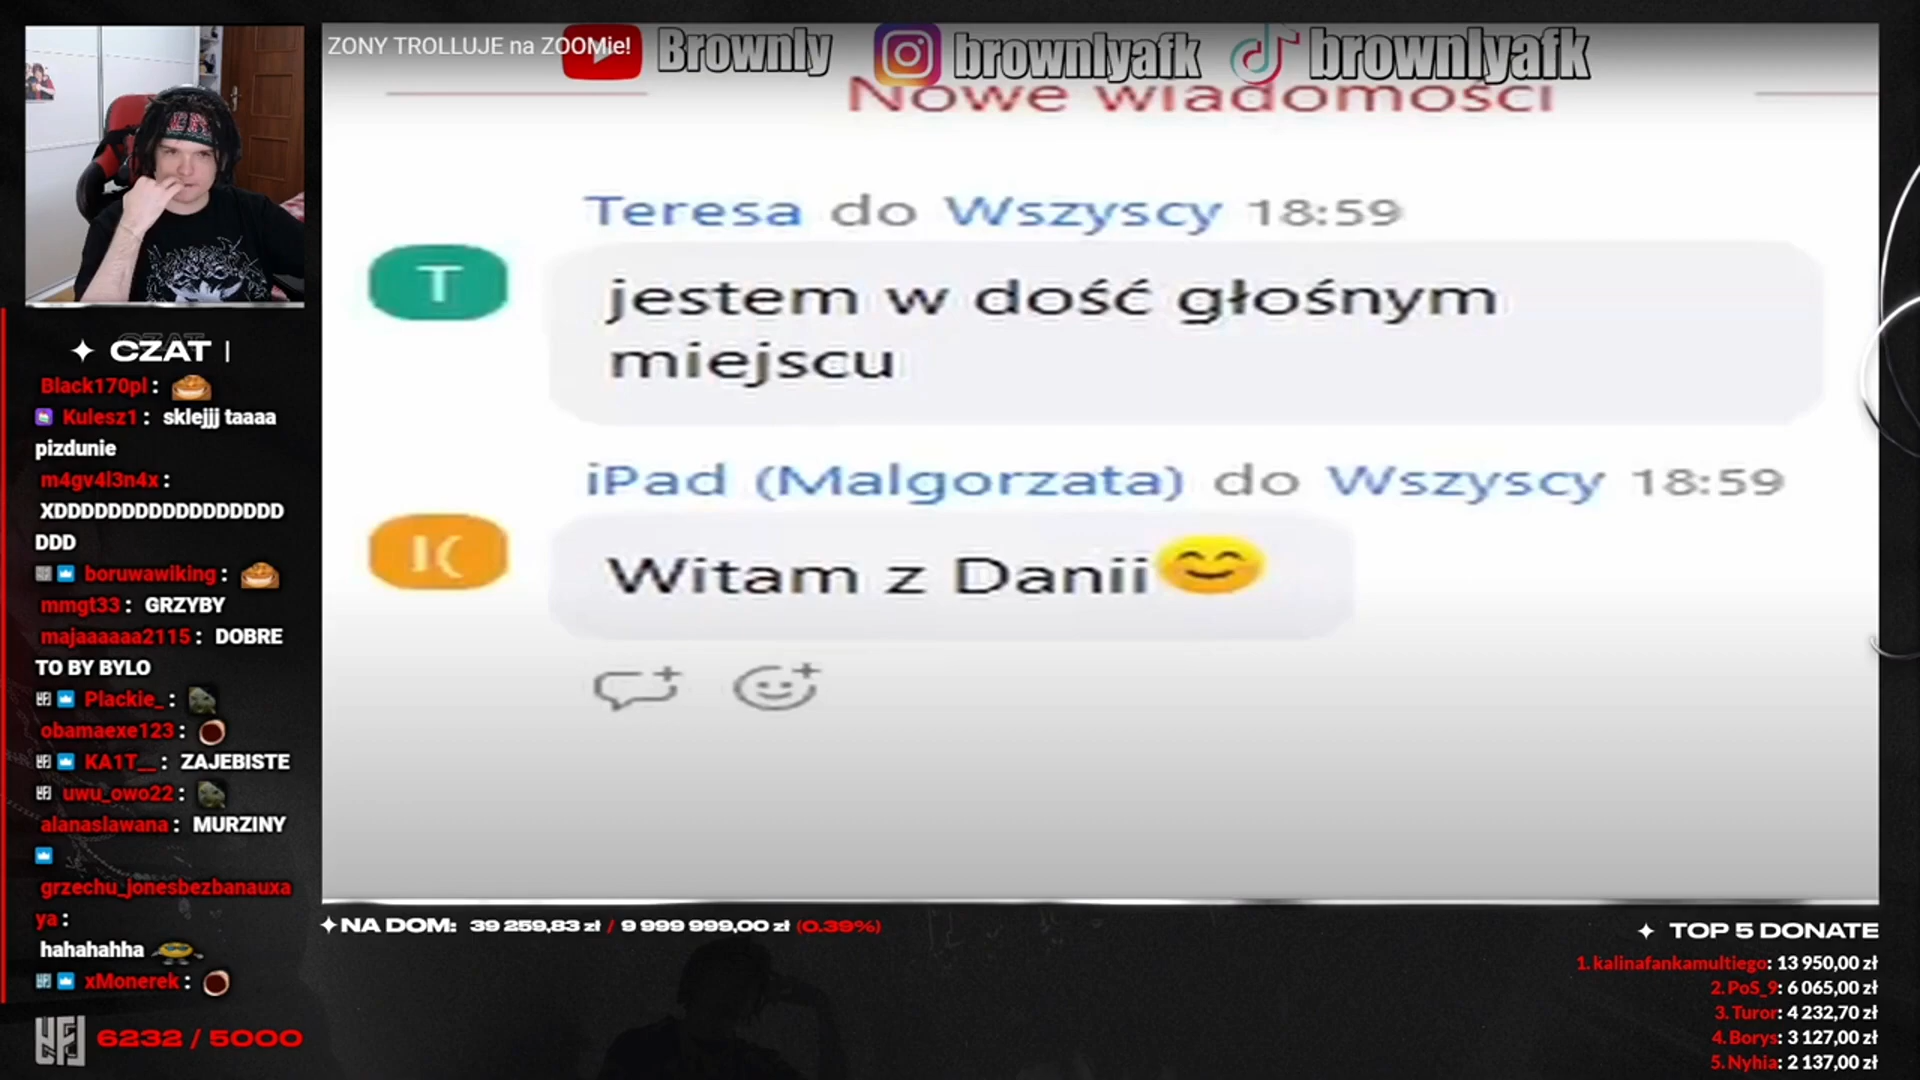 ZONY TROLLUJE na ZOOMie!
Brownly
brownlyafk
brownlyafk
Nowe wiadomości
Teresa do Wszyscy 18:59
T
jestem w dość głośnym
miejscu
iPad (Malgorzata) do Wszyscy 18:59
I(
Witam z Danii
CZAT
Black170pl:
Kulesz1: sklejjj taaaa
pizdunie
m4gv4l3n4x:
XDDDDDDDDDDDDDDDDD
DDD
boruwawiking:
mmgt33: GRZYBY
majaaaaaa2115: DOBRE
TO BY BYLO
Plackie_:
obamaexe123:
KA1T__: ZAJEBISTE
uwu_owo22:
alanaslawana: MURZINY
grzechu_jonesbezbanauxa
ya:
hahahahha
xMonerek:
6232 / 5000
NA DOM: 39 259,83 zł / 9 999 999,00 zł (0.39%)
TOP 5 DONATE
1. kalinafankamultiego: 13 950,00 zł
2. PoS_9: 6 065,00 zł
3. Turor: 4 232,70 zł
4. Borys: 3 127,00 zł
5. Nyhia: 2 137,00 zł